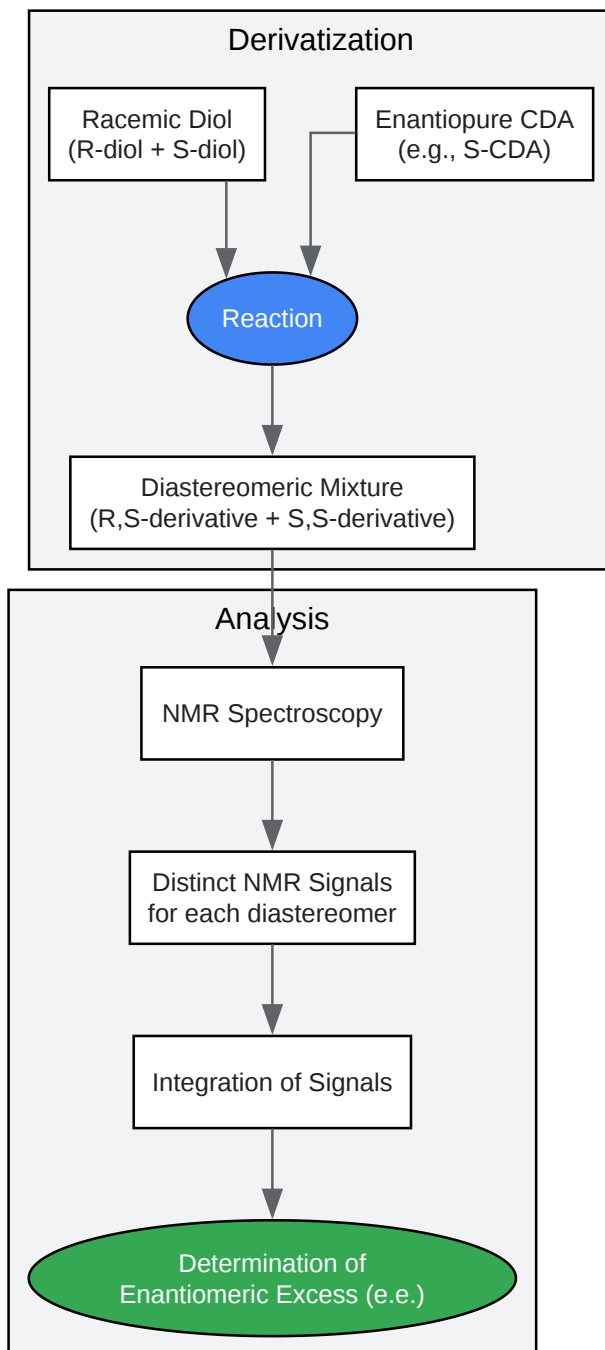 Derivatization
Racemic Diol
(R-diol + S-diol)
Enantiopure CDA
(e.g., S-CDA)
Reaction
Diastereomeric Mixture
(R,S-derivative + S,S-derivative)
Analysis
NMR Spectroscopy
Distinct NMR Signals
for each diastereomer
Integration of Signals
Determination of
Enantiomeric Excess (e.e.)